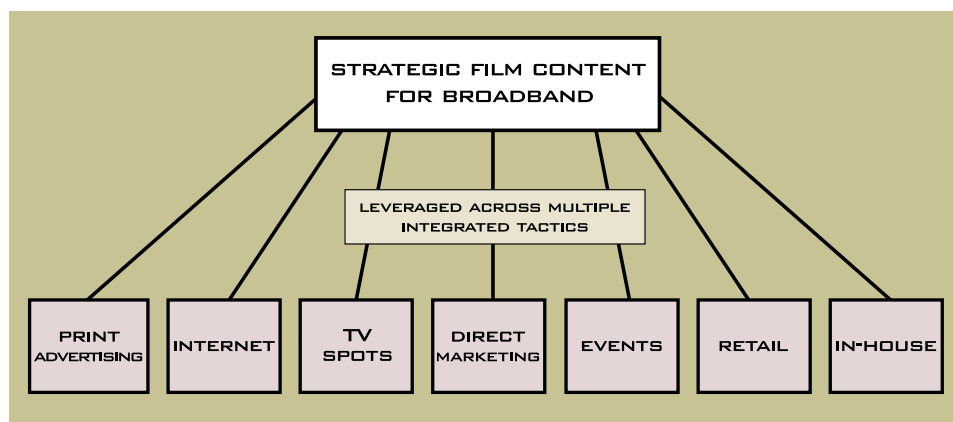 STRATEGIC FILM CONTENT
FOR BROADBAND
LEVERAGED ACROSS MULTIPLE
INTEGRATED TACTICS
PRINT
ADVERTISING
INTERNET
TV
SPOTS
DIRECT
MARKETING
EVENTS
RETAIL
IN-HOUSE